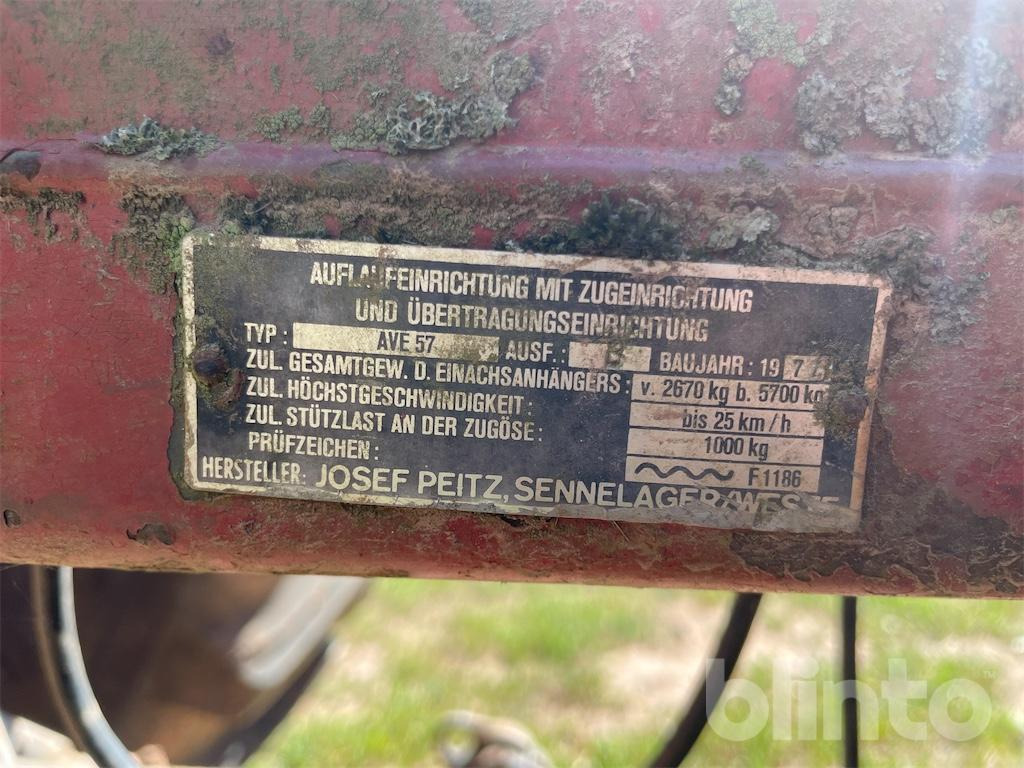 AUFLAUFEINRICHTUNG MIT ZUGEINRICHTUNG
UND ÜBERTRAGUNGSEINRICHTUNG
TYP: AVE 57 AUSF.: BAUJAHR: 19
ZUL. GESAMTGEW. D. EINACHSANHÄNGERS: v. 2670 kg b. 5700 kg
ZUL. HÖCHSTGESCHWINDIGKEIT: bis 25 km/h
ZUL. STÜTZLAST AN DER ZUGÖSE: 1000 kg
PRÜFZEICHEN: F1186
HERSTELLER: JOSEF PEITZ, SENNELAGER/WESTF
blinto